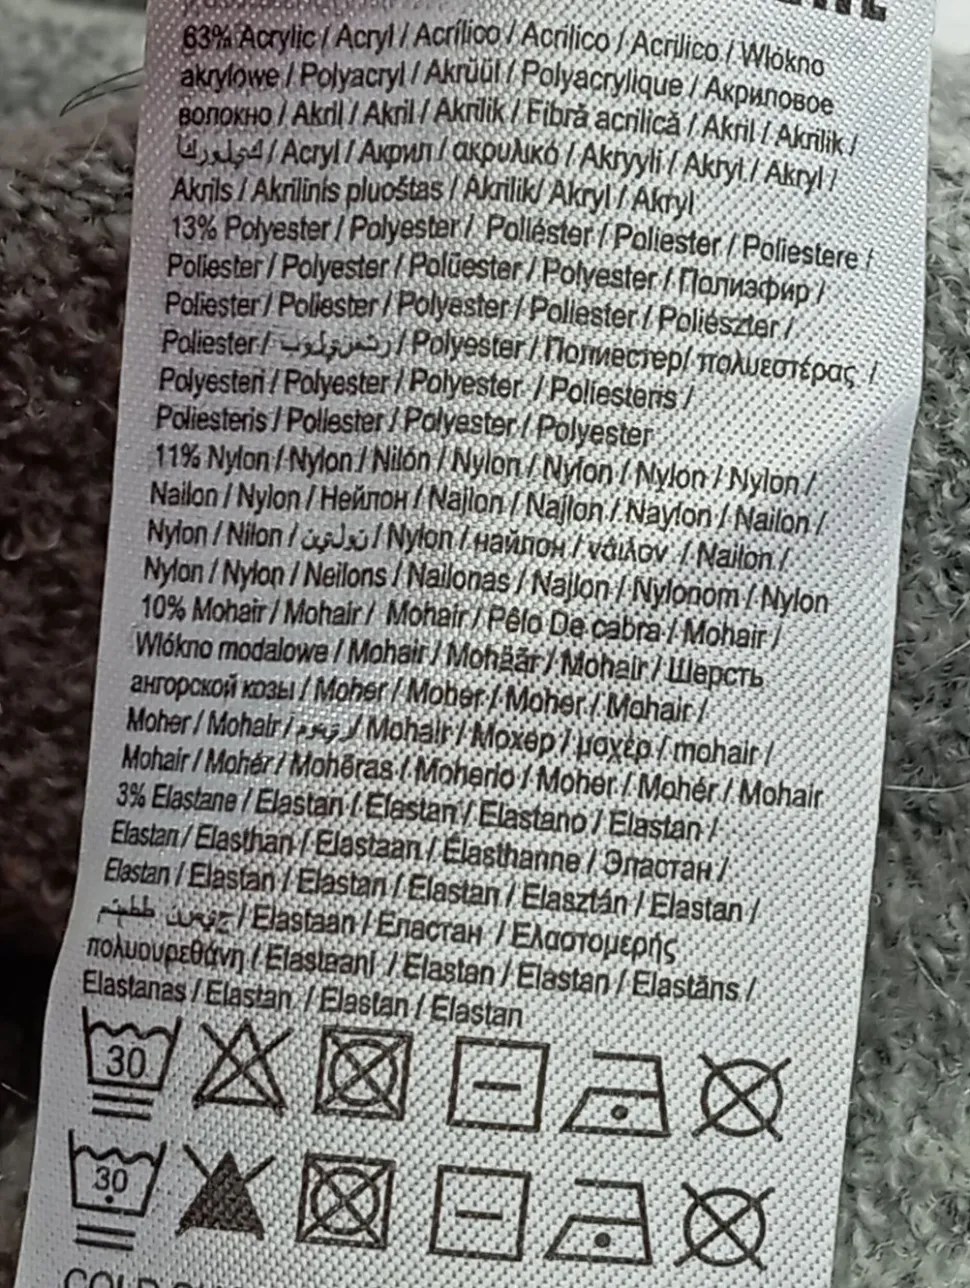 63% Acrylic / Acryl / Acrílico / Acrilico / Acrilico / Włókno
akrylowe / Polyacryl / Akrüül / Polyacrylique / Акриловое
волокно / Akril / Akril / Akrilik / Fibră acrilică / Akril / Akrilik /
/ Acryl / Акрил / ακρυλικό / Akryyli / Akryl / Akryl /
Akrils / Akrilinis pluoštas / Akrilik/ Akryl / Akryl
13% Polyester / Polyester / Poliéster / Poliester / Poliestere /
Poliester / Polyester / Polüester / Polyester / Полиэфир /
Poliester / Poliester / Polyester / Poliester / Poliészter /
Poliester / / Polyester / Полиестер/ πολυεστέρας /
Polyesteri / Polyester / Polyester / Poliesteris /
Poliesteris / Poliester / Polyester / Polyester
11% Nylon / Nylon / Nilón / Nylon / Nylon / Nylon / Nylon /
Nailon / Nylon / Нейлон / Najlon / Najlon / Naylon / Nailon /
Nylon / Nilon / / Nylon / найлон / νάιλον / Nailon /
Nylon / Nylon / Neilons / Nailonas / Najlon / Nylonom / Nylon
10% Mohair / Mohair / Mohair / Pêlo De cabra / Mohair /
Włókno modalowe / Mohair / Mohäär / Mohair / Шерсть
ангорской козы / Moher / Moher / Moher / Mohair /
Moher / Mohair / / Mohair / Мохер / μοχέρ / mohair /
Mohair / Mohēr / Mohēras / Moherio / Moher / Mohér / Mohair
3% Elastane / Elastan / Elastan / Elastano / Elastan /
Elastan / Elasthan / Elastaan / Élasthanne / Эластан /
Elastan / Elastan / Elastan / Elastan / Elasztán / Elastan /
/ Elastaan / Еластан / Ελαστομερής
πολυουρεθάνη / Elastaani / Elastan / Elastan / Elastāns /
Elastanas / Elastan / Elastan / Elastan
30
30